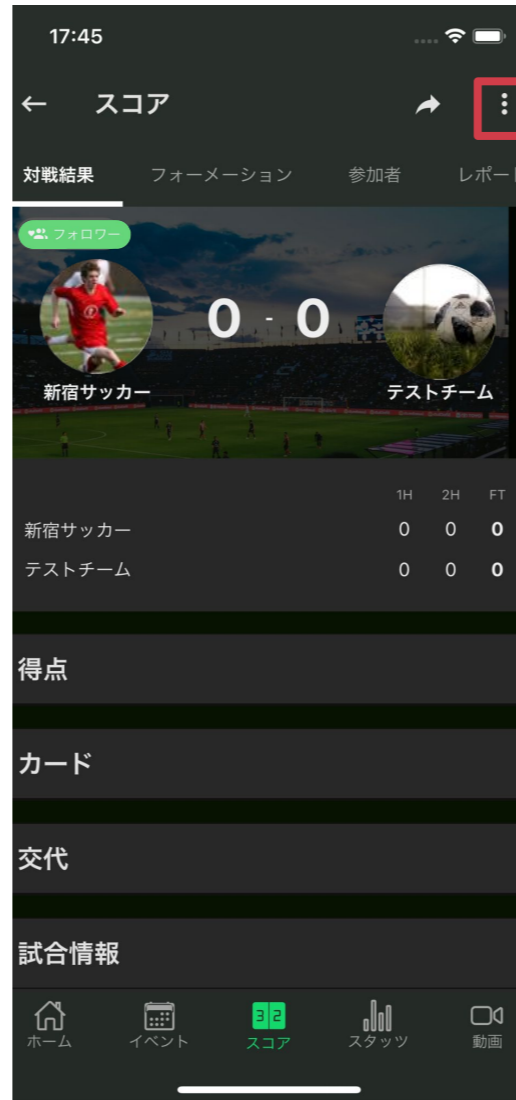 17:45
スコア
対戦結果 フォーメーション 参加者 レポート
フォロワー
0 - 0
新宿サッカー テストチーム
1H 2H FT
新宿サッカー 0 0 0
テストチーム 0 0 0
得点
カード
交代
試合情報
32
ホーム イベント スコア スタッツ 動画